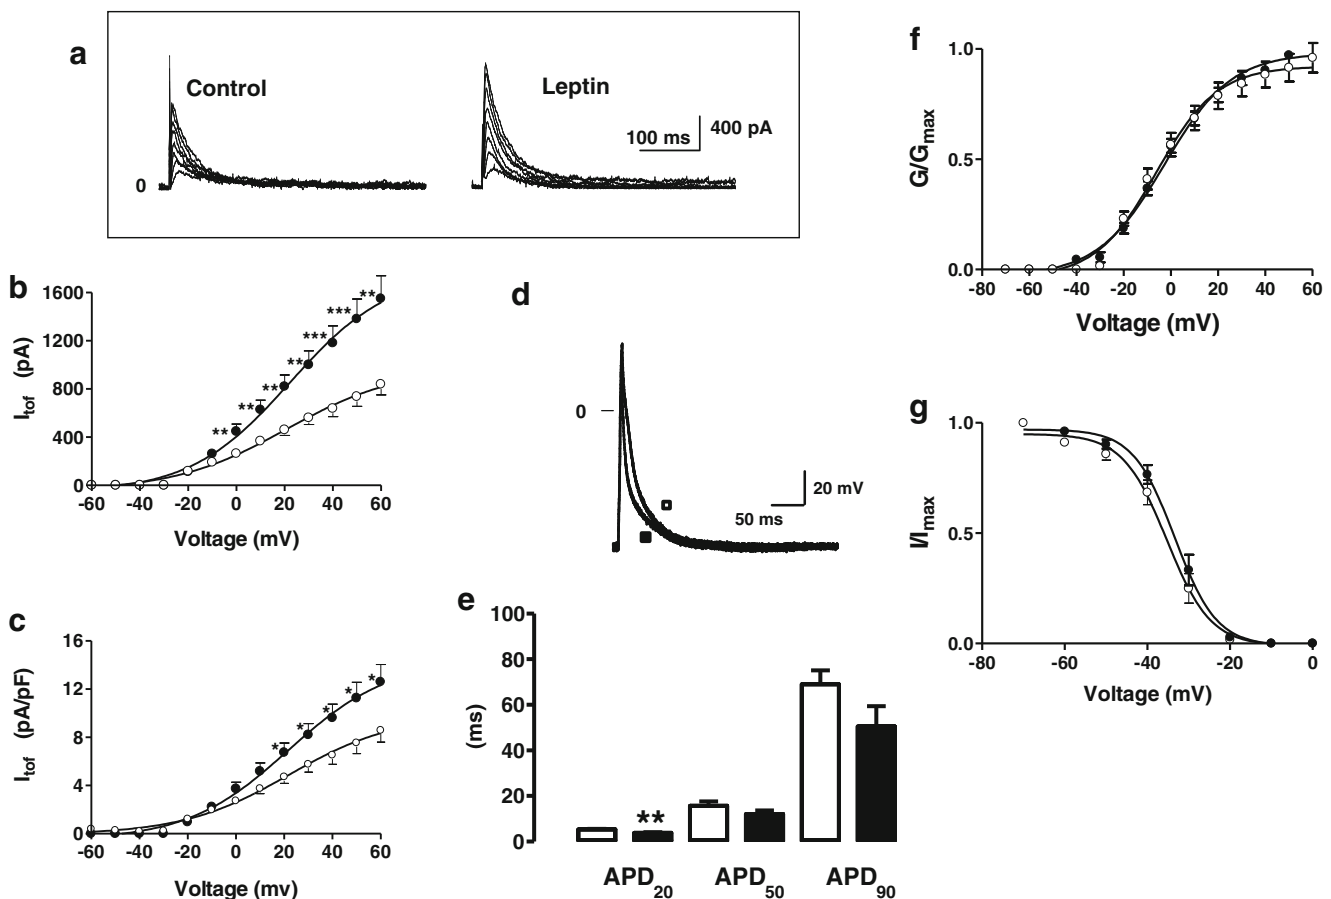 a
Control
Leptin
100 ms
400 pA
0
b
1600
1200
800
400
0
I_tof (pA)
** ** ** ** *** *** **
-60 -40 -20 0 20 40 60
Voltage (mV)
c
16
12
8
4
0
I_tof (pA/pF)
* * * * *
-60 -40 -20 0 20 40 60
Voltage (mv)
d
0
20 mV
50 ms
e
100
80
60
40
20
0
(ms)
**
APD20 APD50 APD90
f
1.0
0.5
0.0
G/Gmax
-80 -60 -40 -20 0 20 40 60
Voltage (mV)
g
1.0
0.5
0.0
I/Imax
-80 -60 -40 -20 0
Voltage (mV)